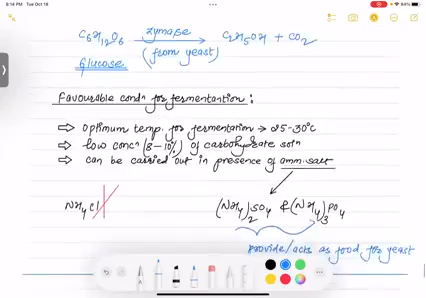 8:14 PM Tue Oct 18
C6H12O6 zymase (from yeast) → C2H5OH + CO2
Glucose
Favourable condn for fermentantion :
⇒ Optimum temp. for fermentation → 25-30°C
⇒ low concn (8-10%) of carbohydrate soln
⇒ can be carried out in presence of amm. salt
NH4Cl (NH4)2SO4 & (NH4)3PO4
provide/acts as food for yeast